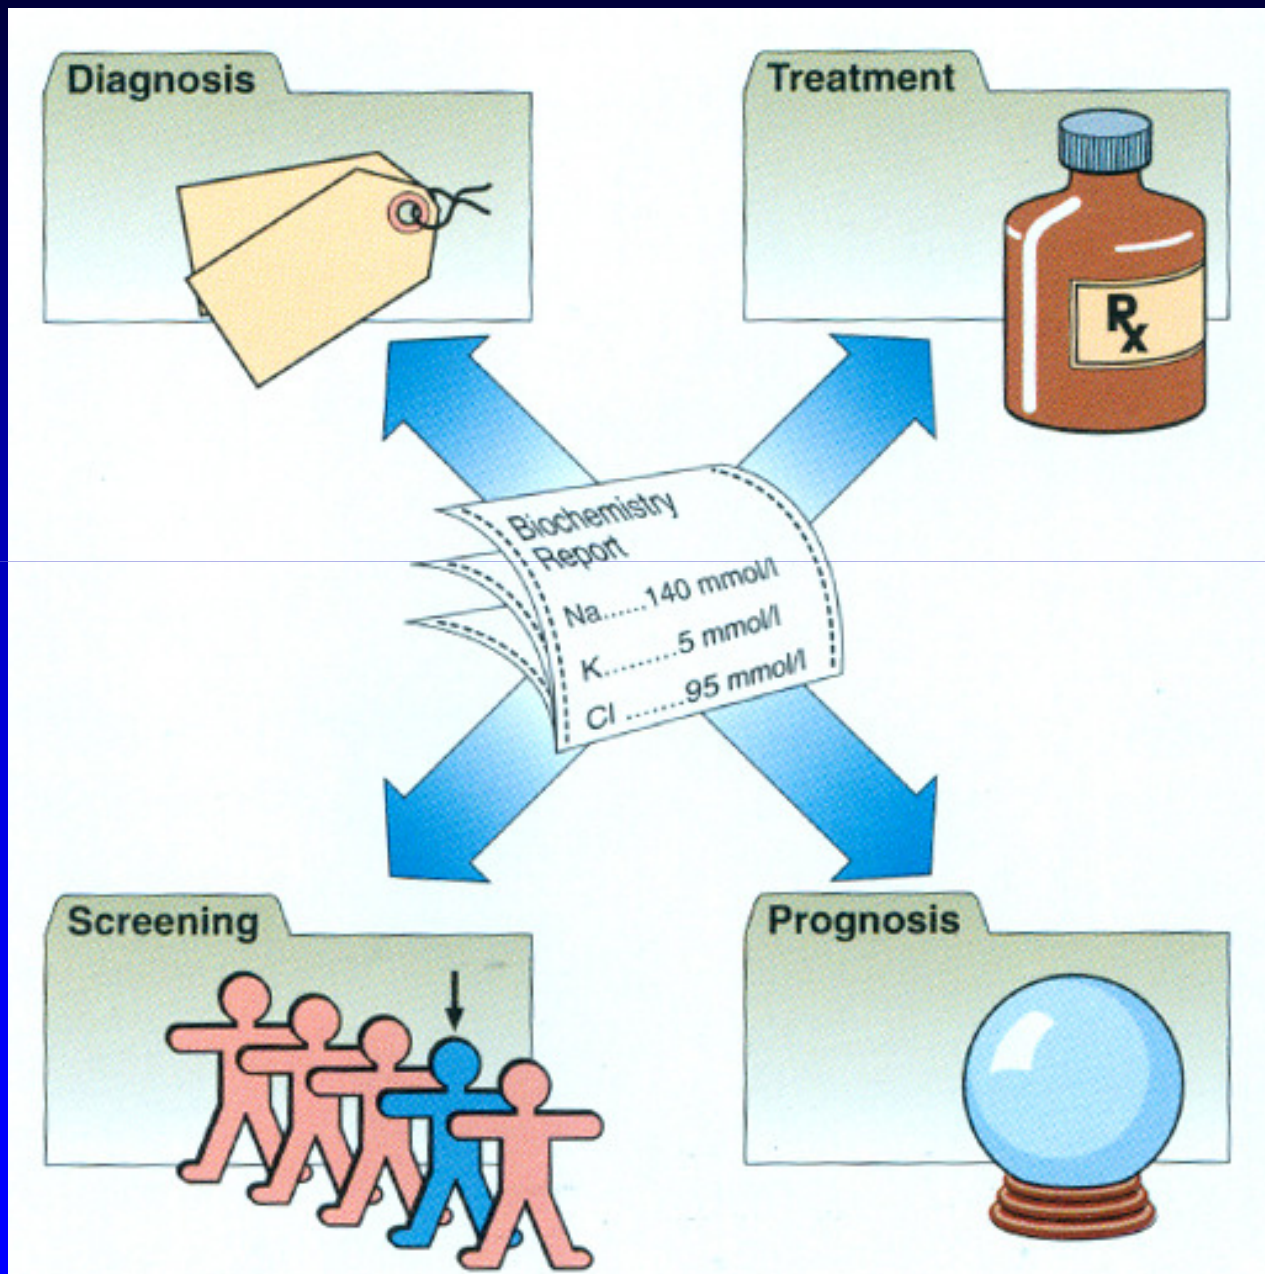 Diagnosis
Treatment
Rx
Biochemistry
Report
Na......140 mmol/l
K.........5 mmol/l
Cl .......95 mmol/l
Screening
Prognosis